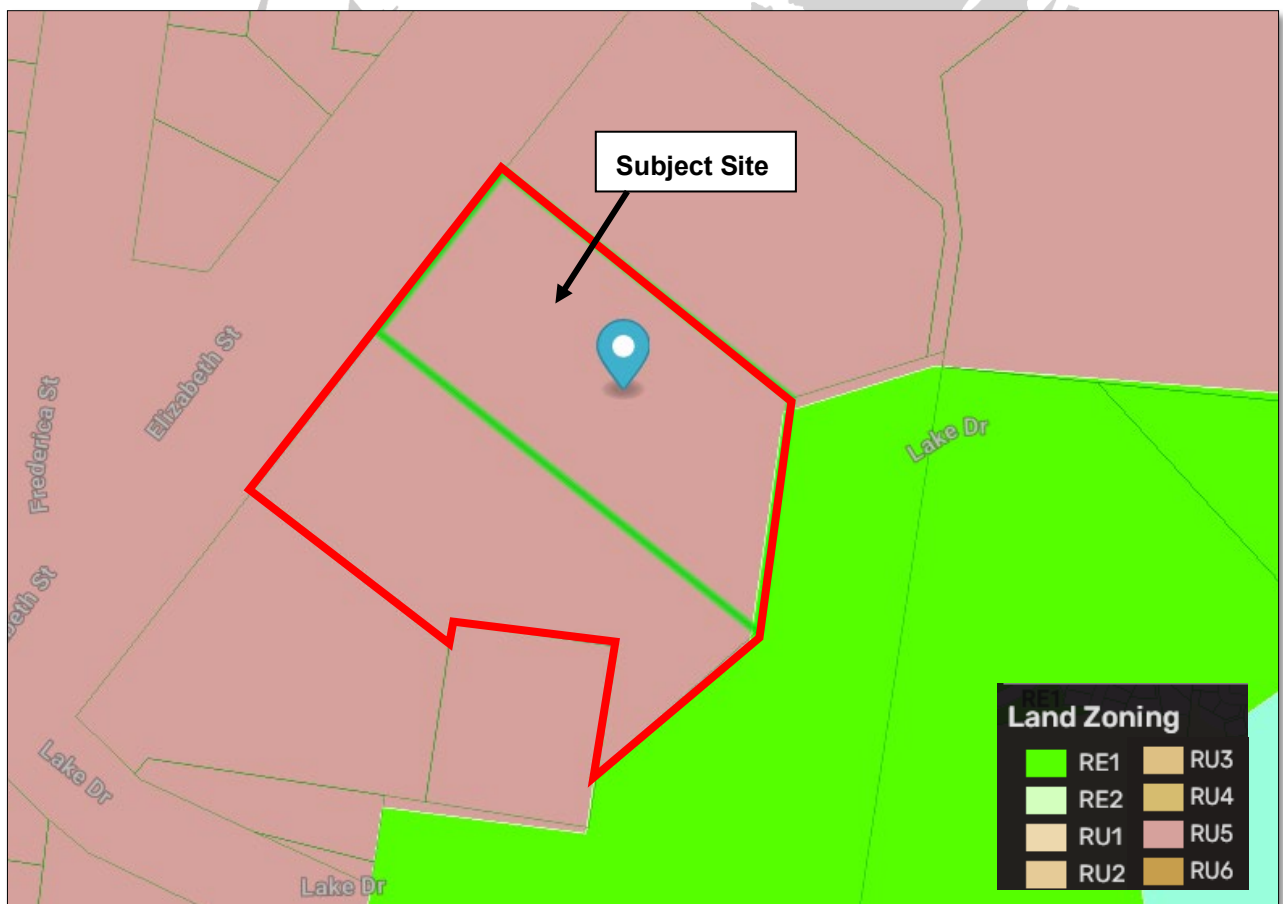 Subject Site
Elizabeth St
Frederica St
Lake Dr
beth St
Lake Dr
Lake Dr
RE1
Land Zoning
RE1 RU3
RE2 RU4
RU1 RU5
RU2 RU6